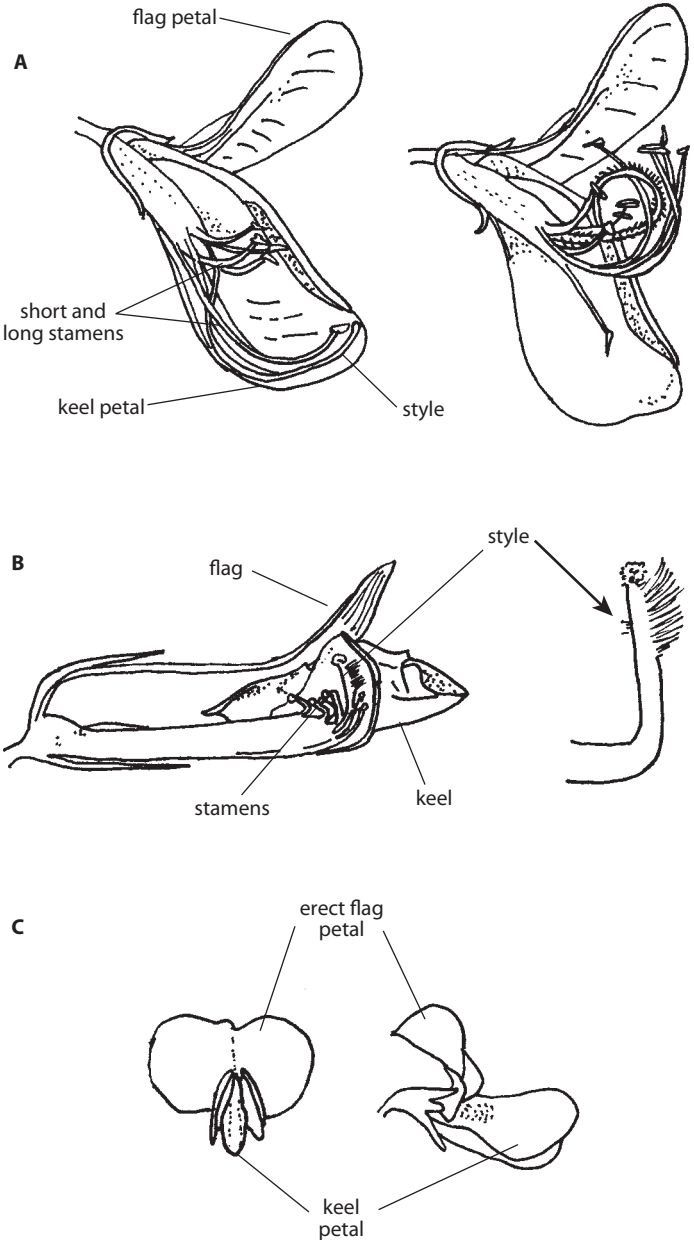 flag petal
A
short and
long stamens
keel petal
style
B
style
flag
stamens
keel
C
erect flag
petal
keel
petal